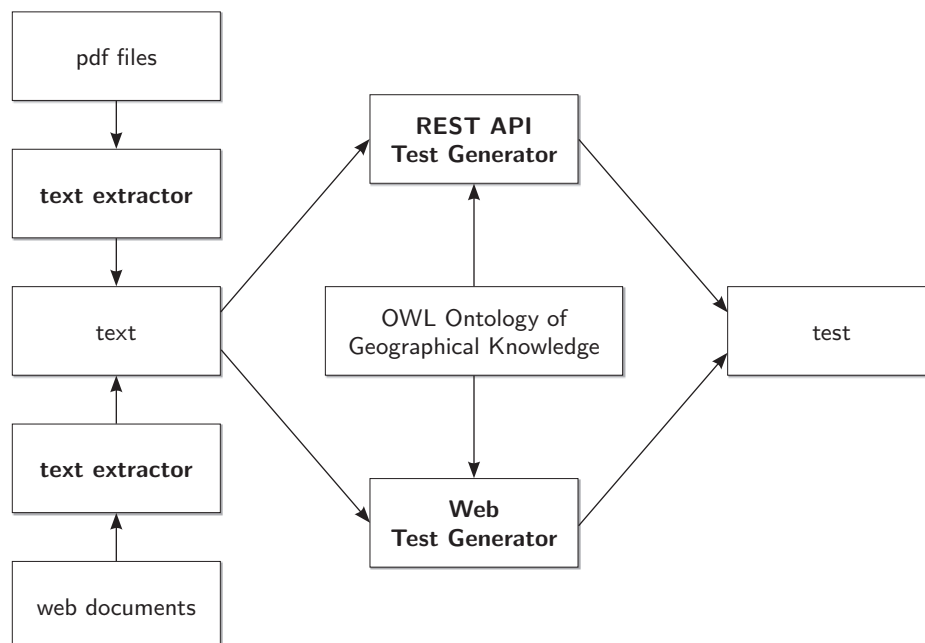 pdf files
text extractor
text
text extractor
web documents
REST API
Test Generator
OWL Ontology of
Geographical Knowledge
Web
Test Generator
test